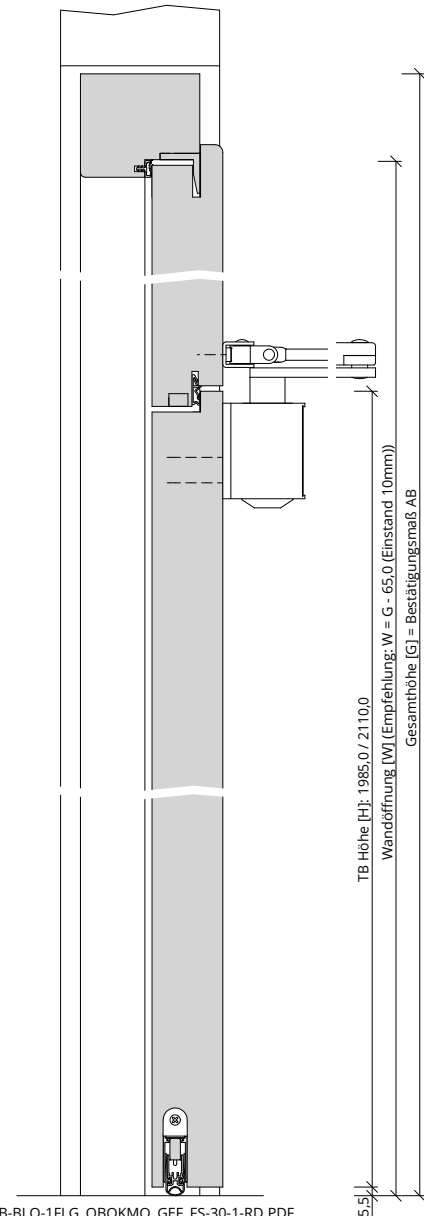 TB Höhe [H]: 1985,0 / 2110,0
Wandöffnung [W] (Empfehlung: W = G - 65,0 (Einstand 10mm))
Gesamthöhe [G] = Bestätigungsmaß AB
5,5
B-BLO-1FLG_OBOKMO_GEF_FS-30-1-RD.PDF